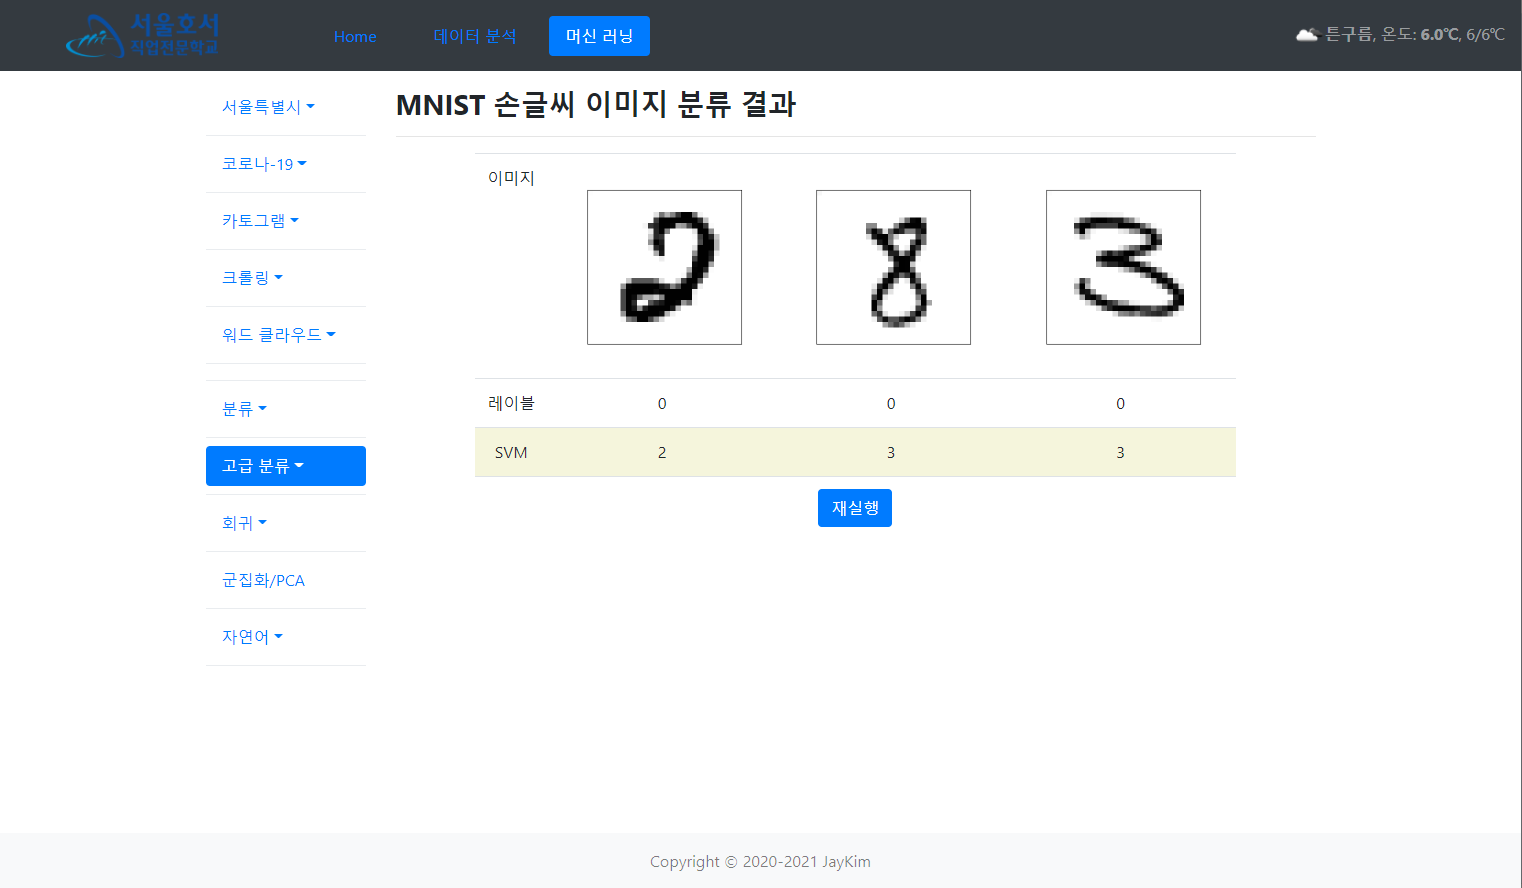 서울호서
직업전문학교
Home 데이터 분석 머신 러닝
튼구름, 온도: 6.0℃, 6/6℃
서울특별시
코로나-19
카토그램
크롤링
워드 클라우드
분류
고급 분류
회귀
군집화/PCA
자연어
MNIST 손글씨 이미지 분류 결과
이미지 2 8 3
레이블 0 0 0
SVM 2 3 3
재실행
Copyright © 2020-2021 JayKim